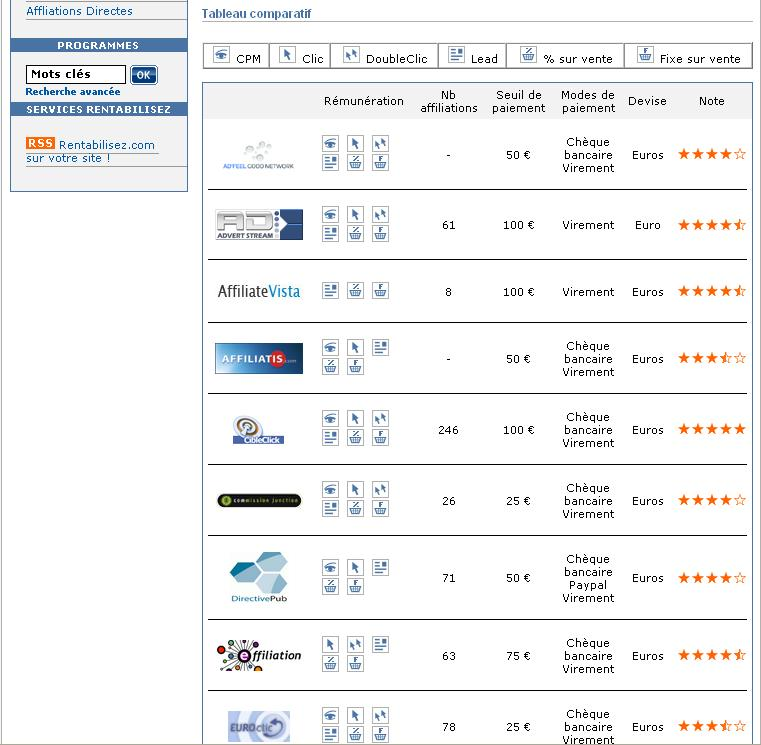 Affliations Directes
PROGRAMMES
Mots clés OK
Recherche avancée
SERVICES RENTABILISEZ
RSS Rentabilisez.com
sur votre site !
Tableau comparatif
CPM Clic DoubleClic Lead % sur vente Fixe sur vente
Rémunération Nb affiliations Seuil de paiement Modes de paiement Devise Note
ADFEEL GOOD NETWORK - 50 € Chèque bancaire Virement Euros
AD ADVERT STREAM 61 100 € Virement Euro
AffiliateVista 8 100 € Virement Euros
AFFILIATIS.com - 50 € Chèque bancaire Virement Euros
CibleClick 246 100 € Chèque bancaire Virement Euros
commission junction 26 25 € Chèque bancaire Virement Euros
DirectivePub 71 50 € Chèque bancaire Paypal Virement Euros
effiliation 63 75 € Chèque bancaire Virement Euros
EUROclic 78 25 € Chèque bancaire Virement Euros